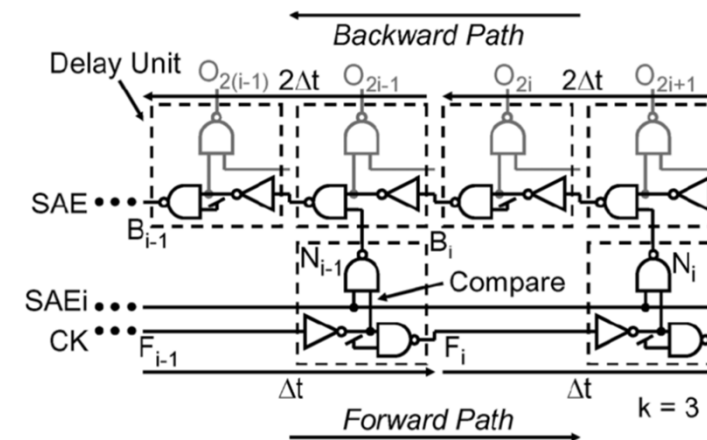 Backward Path
Delay Unit
O2(i-1) 2Δt O2i-1 O2i 2Δt O2i+1
SAE
Bi-1 Ni-1 Bi Ni
Compare
SAEi
CK
Fi-1 Fi
Δt Δt
k = 3
Forward Path